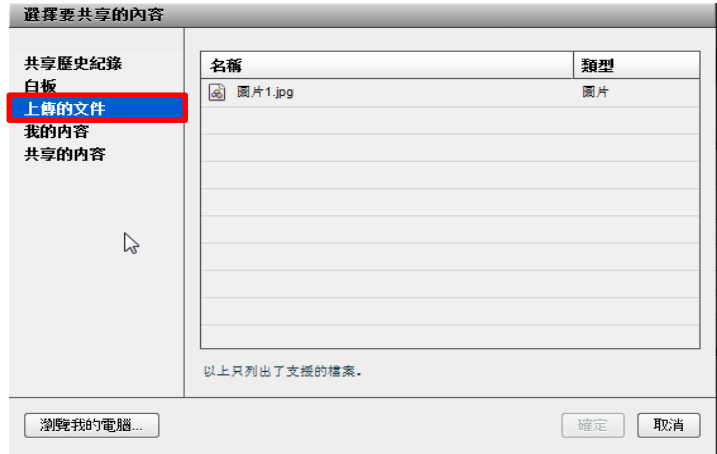 選擇要共享的內容
共享歷史紀錄
白板
上傳的文件
我的內容
共享的內容
名稱 類型
圖片1.jpg 圖片
以上只列出了支援的檔案。
瀏覽我的電腦... 確定 取消